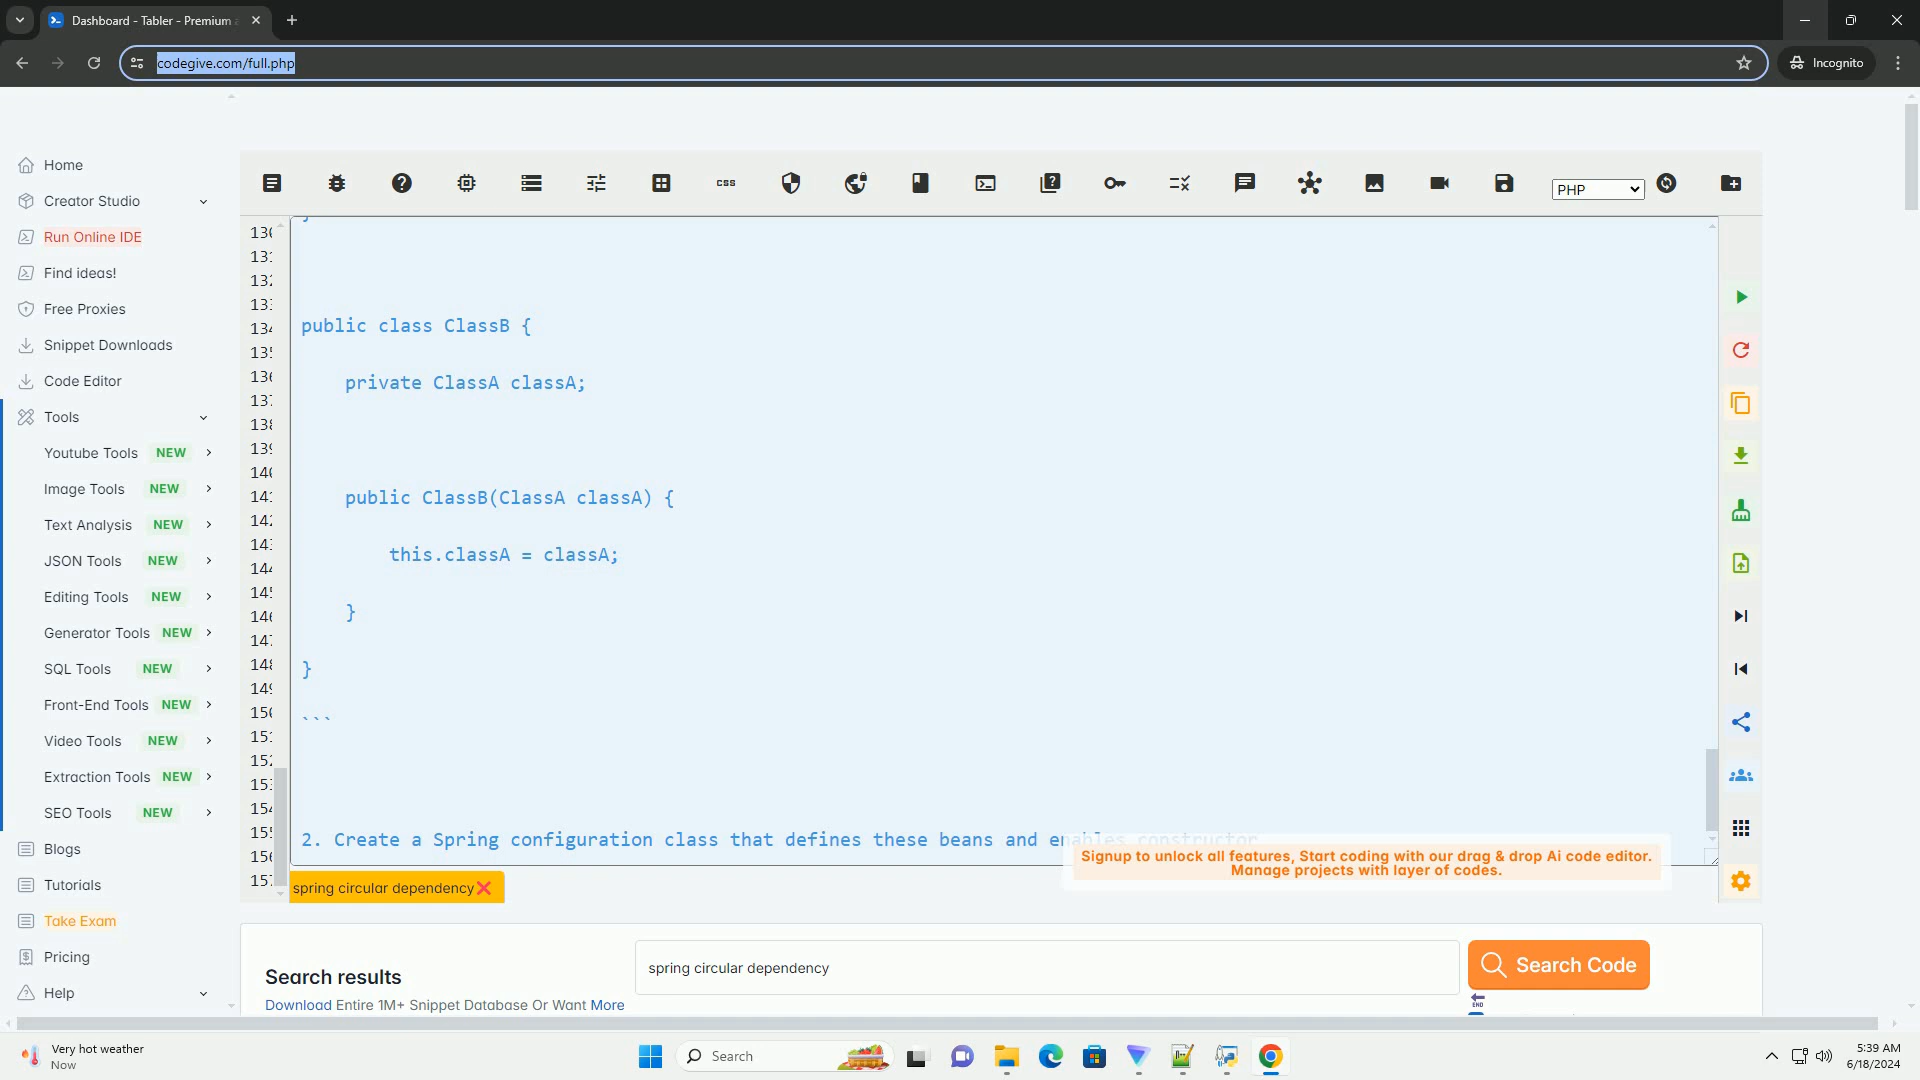 Dashboard - Tabler - Premium
codegive.com/full.php
Incognito
Home
Creator Studio
Run Online IDE
Find ideas!
Free Proxies
Snippet Downloads
Code Editor
Tools
Youtube Tools NEW
Image Tools NEW
Text Analysis NEW
JSON Tools NEW
Editing Tools NEW
Generator Tools NEW
SQL Tools NEW
Front-End Tools NEW
Video Tools NEW
Extraction Tools NEW
SEO Tools NEW
Blogs
Tutorials
Take Exam
Pricing
Help
css
PHP
}
public class ClassB {
private ClassA classA;
public ClassB(ClassA classA) {
this.classA = classA;
}
}
```
2. Create a Spring configuration class that defines these beans and enables constructor
Signup to unlock all features, Start coding with our drag & drop Ai code editor.
Manage projects with layer of codes.
spring circular dependency
Search results
spring circular dependency
Search Code
Download Entire 1M+ Snippet Database Or Want More
END
Very hot weather
Now
Search
5:39 AM
6/18/2024